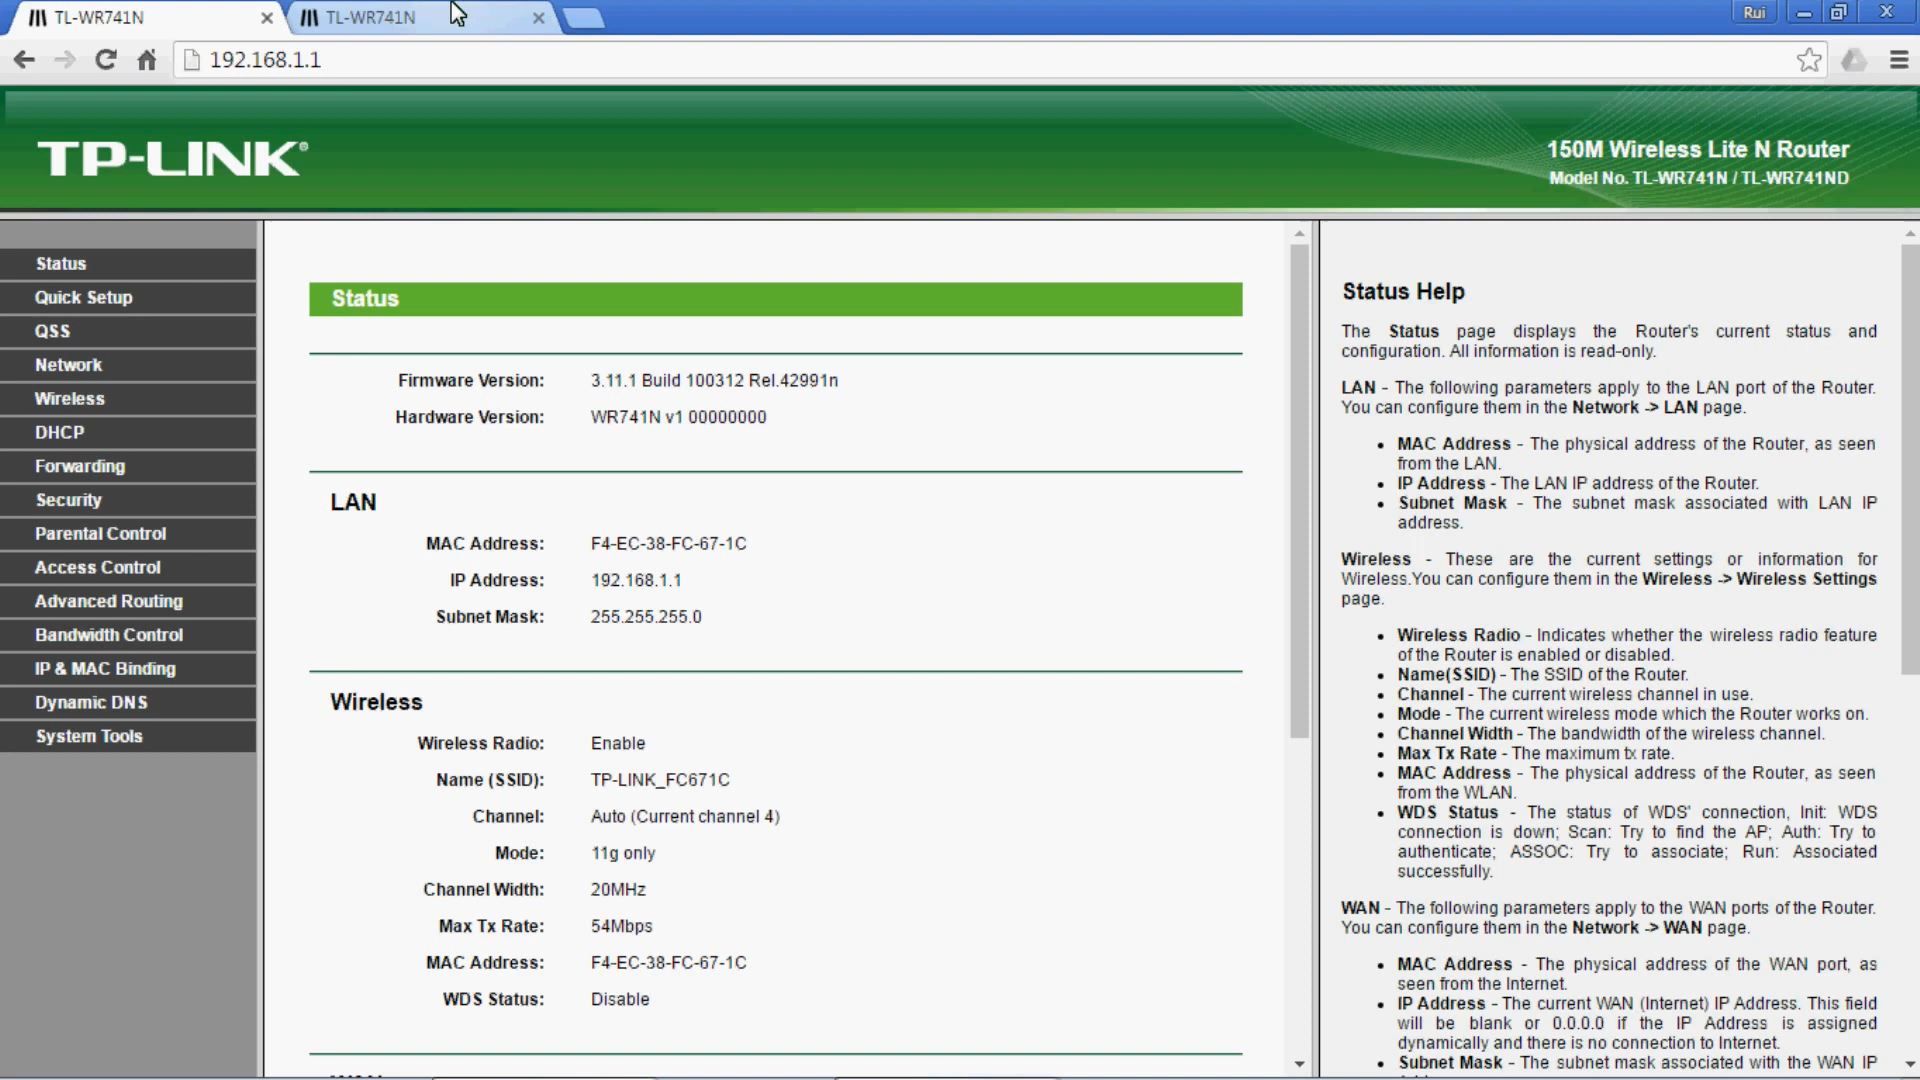 TL-WR741N
TL-WR741N
Rui
192.168.1.1
TP-LINK®
150M Wireless Lite N Router
Model No. TL-WR741N / TL-WR741ND
Status
Quick Setup
QSS
Network
Wireless
DHCP
Forwarding
Security
Parental Control
Access Control
Advanced Routing
Bandwidth Control
IP & MAC Binding
Dynamic DNS
System Tools
Status
Firmware Version: 3.11.1 Build 100312 Rel.42991n
Hardware Version: WR741N v1 00000000
LAN
MAC Address: F4-EC-38-FC-67-1C
IP Address: 192.168.1.1
Subnet Mask: 255.255.255.0
Wireless
Wireless Radio: Enable
Name (SSID): TP-LINK_FC671C
Channel: Auto (Current channel 4)
Mode: 11g only
Channel Width: 20MHz
Max Tx Rate: 54Mbps
MAC Address: F4-EC-38-FC-67-1C
WDS Status: Disable
Status Help
The Status page displays the Router's current status and
configuration. All information is read-only.
LAN - The following parameters apply to the LAN port of the Router.
You can configure them in the Network -> LAN page.
• MAC Address - The physical address of the Router, as seen
from the LAN.
• IP Address - The LAN IP address of the Router.
• Subnet Mask - The subnet mask associated with LAN IP
address.
Wireless - These are the current settings or information for
Wireless.You can configure them in the Wireless -> Wireless Settings
page.
• Wireless Radio - Indicates whether the wireless radio feature
of the Router is enabled or disabled.
• Name(SSID) - The SSID of the Router.
• Channel - The current wireless channel in use.
• Mode - The current wireless mode which the Router works on.
• Channel Width - The bandwidth of the wireless channel.
• Max Tx Rate - The maximum tx rate.
• MAC Address - The physical address of the Router, as seen
from the WLAN.
• WDS Status - The status of WDS' connection, Init: WDS
connection is down; Scan: Try to find the AP; Auth: Try to
authenticate; ASSOC: Try to associate; Run: Associated
successfully.
WAN - The following parameters apply to the WAN ports of the Router.
You can configure them in the Network -> WAN page.
• MAC Address - The physical address of the WAN port, as
seen from the Internet.
• IP Address - The current WAN (Internet) IP Address. This field
will be blank or 0.0.0.0 if the IP Address is assigned
dynamically and there is no connection to Internet.
• Subnet Mask - The subnet mask associated with the WAN IP